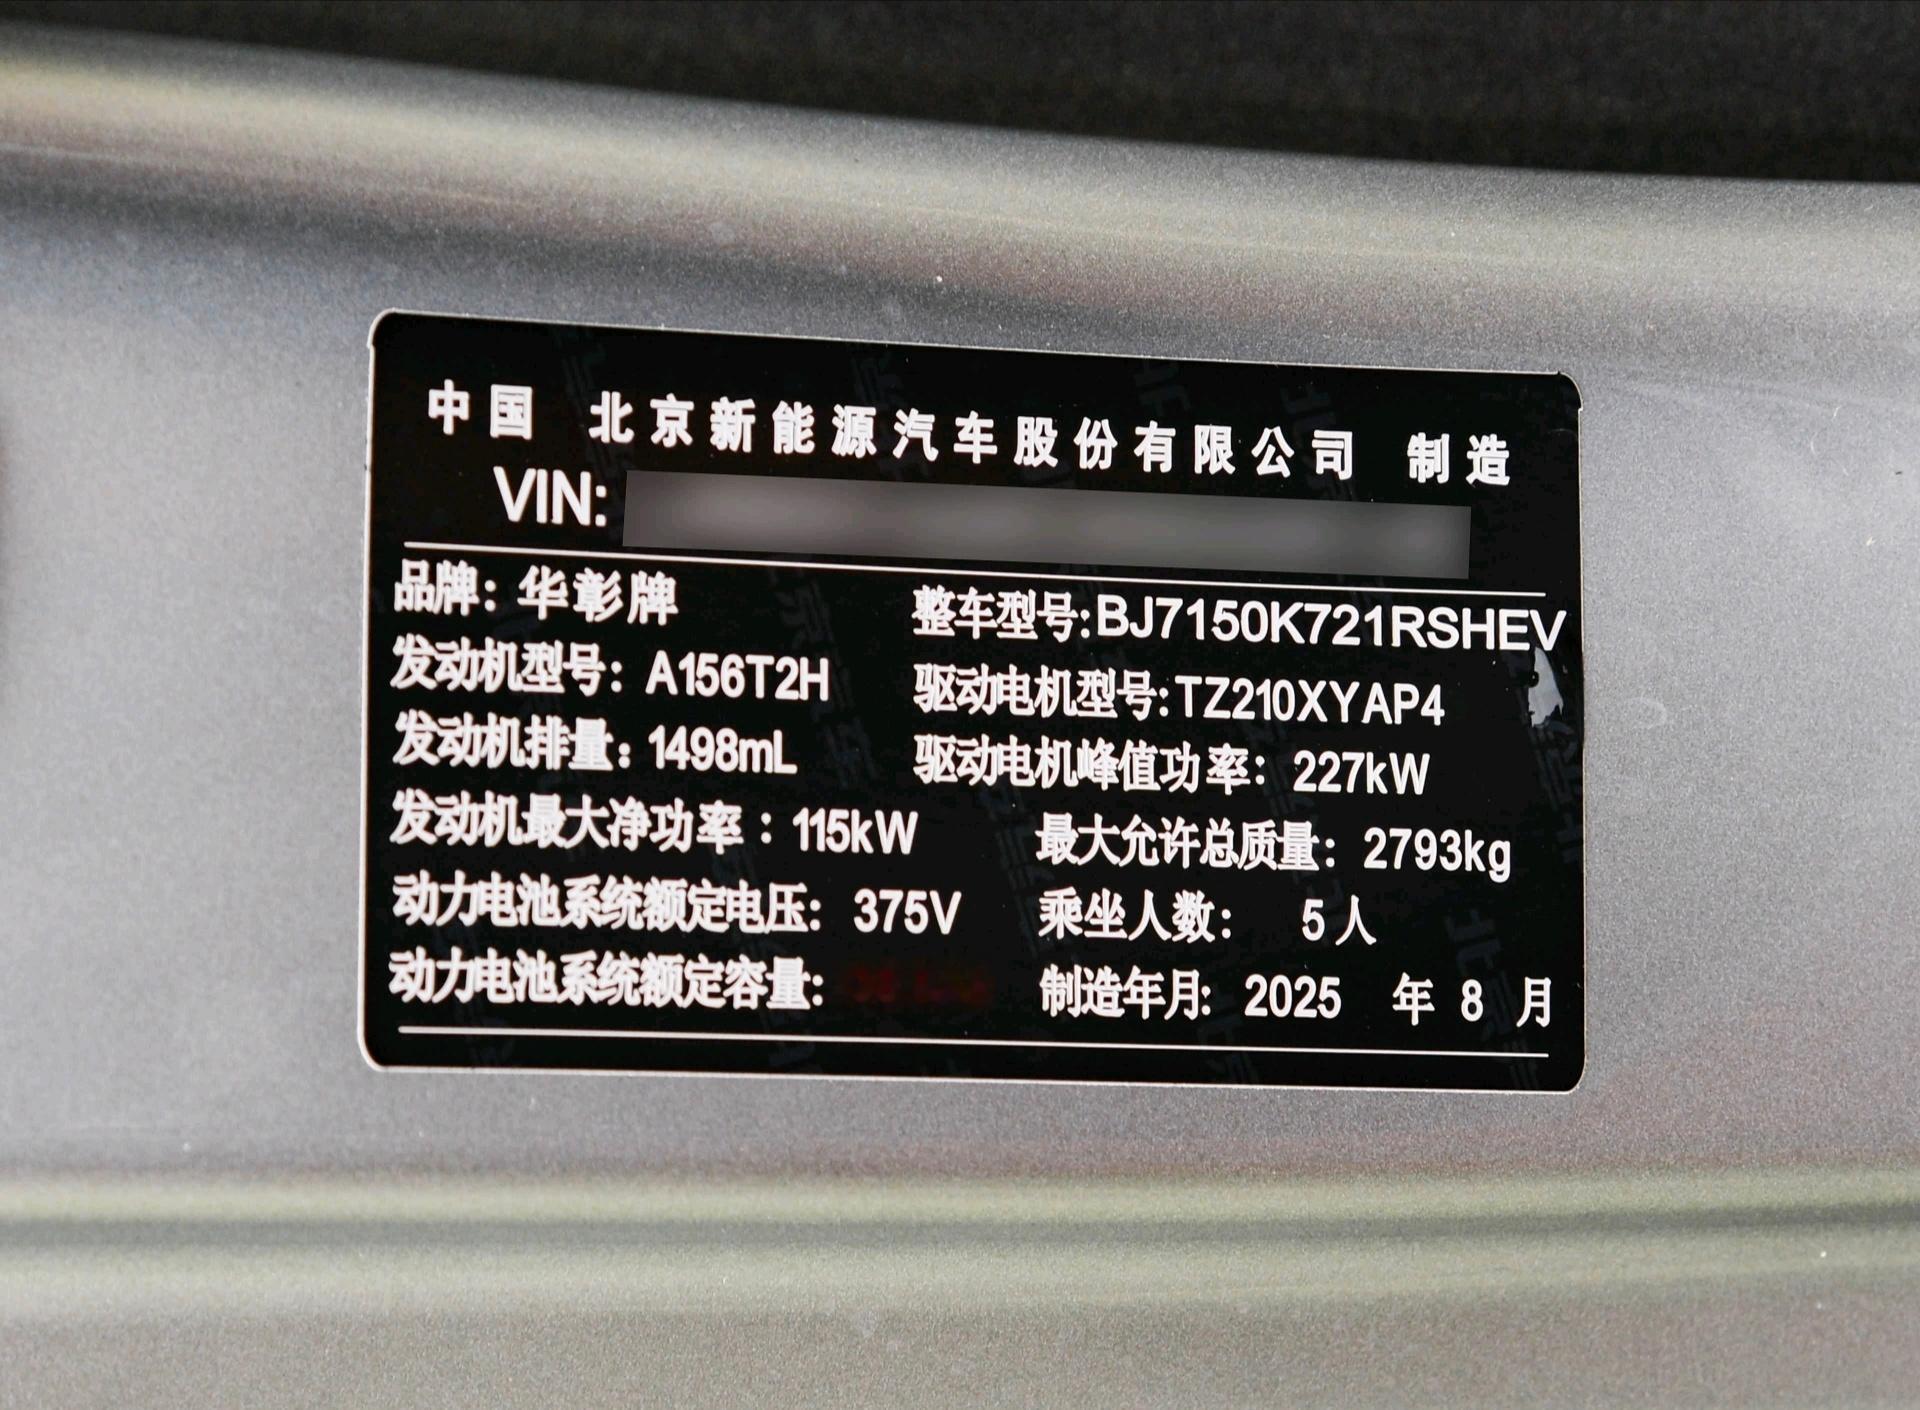 中国 北京新能源汽车股份有限公司 制造
VIN:
品牌：华彰牌 整车型号:BJ7150K721RSHEV
发动机型号：A156T2H 驱动电机型号:TZ210XYAP4
发动机排量：1498mL 驱动电机峰值功率：227kW
发动机最大净功率：115kW 最大允许总质量：2793kg
动力电池系统额定电压：375V 乘坐人数：5人
动力电池系统额定容量: 制造年月: 2025 年 8 月